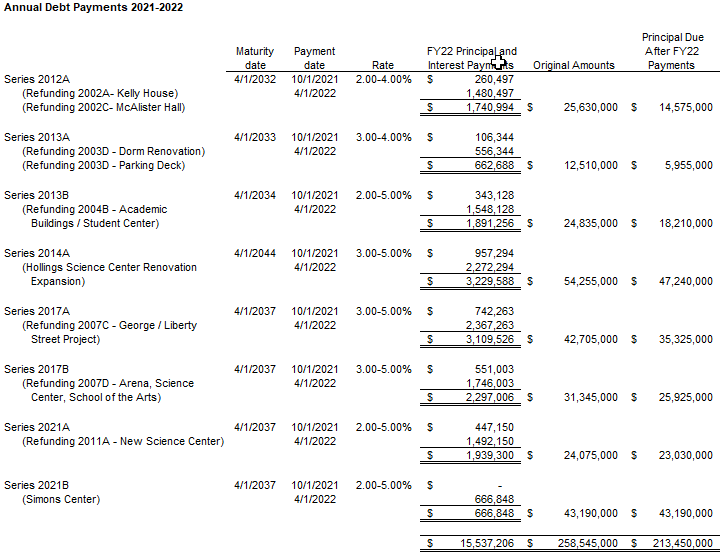 Annual Debt Payments 2021-2022
Principal Due
Maturity Payment FY22 Principal and After FY22
date date Rate Interest Payments Original Amounts Payments
Series 2012A 4/1/2032 10/1/2021 2.00-4.00% $ 260,497
(Refunding 2002A- Kelly House) 4/1/2022 1,480,497
(Refunding 2002C- McAlister Hall) $ 1,740,994 $ 25,630,000 $ 14,575,000
Series 2013A 4/1/2033 10/1/2021 3.00-4.00% $ 106,344
(Refunding 2003D - Dorm Renovation) 4/1/2022 556,344
(Refunding 2003D - Parking Deck) $ 662,688 $ 12,510,000 $ 5,955,000
Series 2013B 4/1/2034 10/1/2021 2.00-5.00% $ 343,128
(Refunding 2004B - Academic 4/1/2022 1,548,128
Buildings / Student Center) $ 1,891,256 $ 24,835,000 $ 18,210,000
Series 2014A 4/1/2044 10/1/2021 3.00-5.00% $ 957,294
(Hollings Science Center Renovation 4/1/2022 2,272,294
Expansion) $ 3,229,588 $ 54,255,000 $ 47,240,000
Series 2017A 4/1/2037 10/1/2021 3.00-5.00% $ 742,263
(Refunding 2007C - George / Liberty 4/1/2022 2,367,263
Street Project) $ 3,109,526 $ 42,705,000 $ 35,325,000
Series 2017B 4/1/2037 10/1/2021 3.00-5.00% $ 551,003
(Refunding 2007D - Arena, Science 4/1/2022 1,746,003
Center, School of the Arts) $ 2,297,006 $ 31,345,000 $ 25,925,000
Series 2021A 4/1/2037 10/1/2021 2.00-5.00% $ 447,150
(Refunding 2011A - New Science Center) 4/1/2022 1,492,150
$ 1,939,300 $ 24,075,000 $ 23,030,000
Series 2021B 4/1/2037 10/1/2021 2.00-5.00% $ -
(Simons Center) 4/1/2022 666,848
$ 666,848 $ 43,190,000 $ 43,190,000
$ 15,537,206 $ 258,545,000 $ 213,450,000